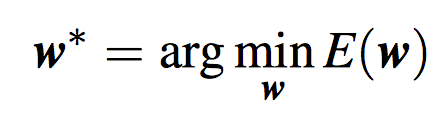 w* = arg min E(w)
w